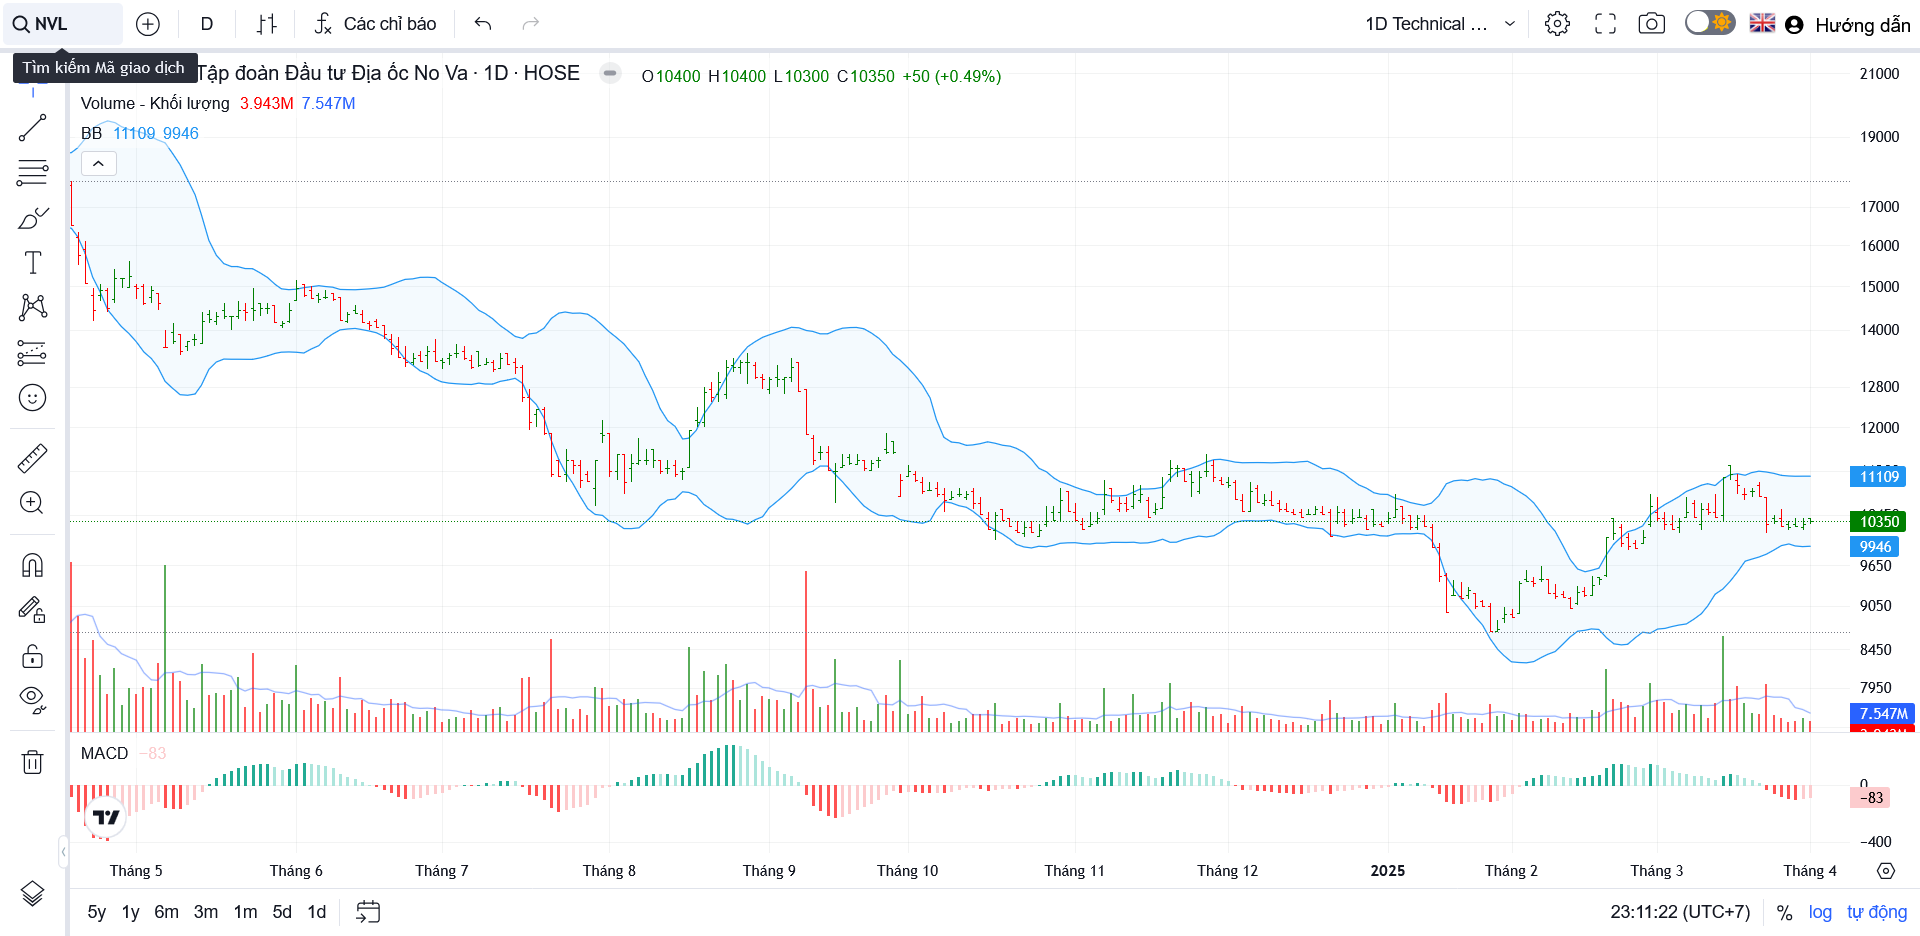 NVL
D
Các chỉ báo
1D Technical ...
Hướng dẫn
Tìm kiếm Mã giao dịch
Tập đoàn Đầu tư Địa ốc No Va · 1D · HOSE
O10400 H10400 L10300 C10350 +50 (+0.49%)
Volume - Khối lượng 3.943M 7.547M
BB 11109 9946
21000
19000
17000
16000
15000
14000
12800
12000
11109
10350
9946
9650
9050
8450
7950
7.547M
MACD −83
0
−83
−400
Tháng 5 Tháng 6 Tháng 7 Tháng 8 Tháng 9 Tháng 10 Tháng 11 Tháng 12 2025 Tháng 2 Tháng 3 Tháng 4
5y 1y 6m 3m 1m 5d 1d
23:11:22 (UTC+7) % log tự động